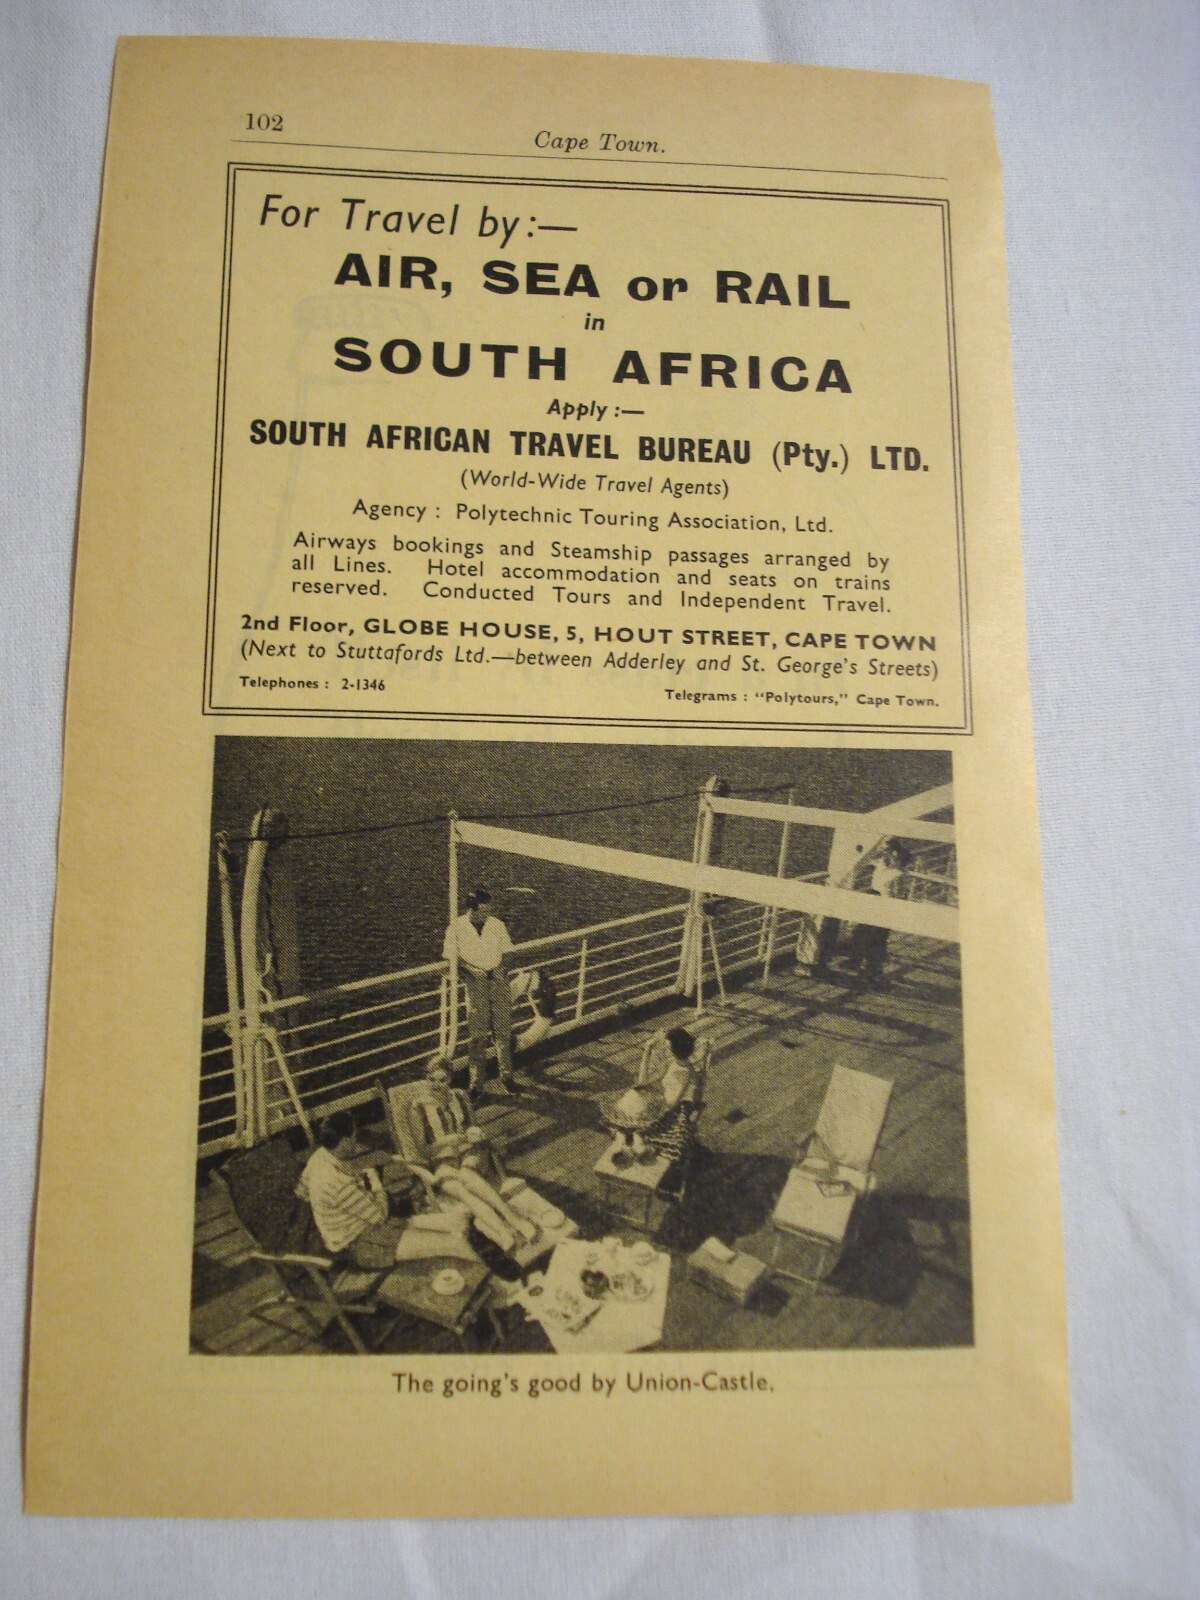 102
Cape Town.
For Travel by:—
AIR, SEA or RAIL
in
SOUTH AFRICA
Apply :—
SOUTH AFRICAN TRAVEL BUREAU (Pty.) LTD.
(World-Wide Travel Agents)
Agency : Polytechnic Touring Association, Ltd.
Airways bookings and Steamship passages arranged by
all Lines. Hotel accommodation and seats on trains
reserved. Conducted Tours and Independent Travel.
2nd Floor, GLOBE HOUSE, 5, HOUT STREET, CAPE TOWN
(Next to Stuttafords Ltd.—between Adderley and St. George's Streets)
Telephones : 2-1346
Telegrams : "Polytours," Cape Town.
The going's good by Union-Castle.